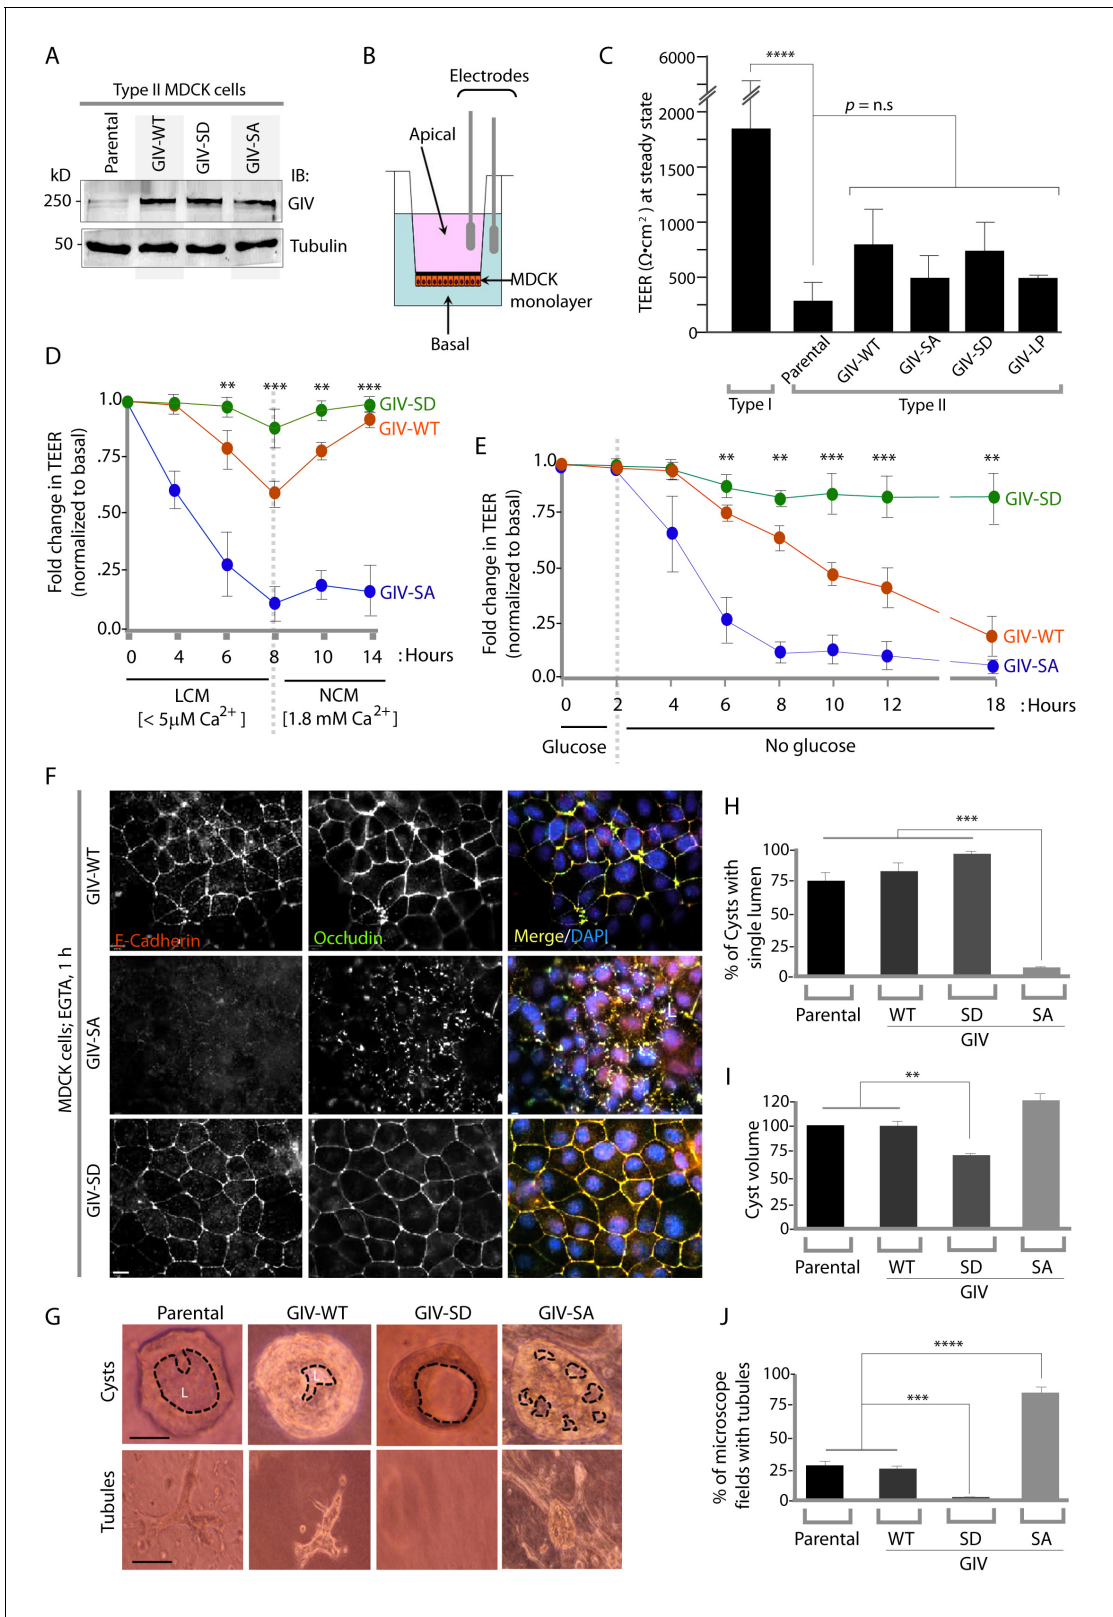 A
Type II MDCK cells
Parental
GIV-WT
GIV-SD
GIV-SA
kD
IB:
250
GIV
50
Tubulin
B
Electrodes
Apical
MDCK
monolayer
Basal
C
TEER (Ω•cm²) at steady state
6000
2000
1500
1000
500
0
****
p = n.s
Parental
GIV-WT
GIV-SA
GIV-SD
GIV-LP
Type I
Type II
D
Fold change in TEER
(normalized to basal)
1.0
.75
.50
.25
0.0
** *** ** ***
GIV-SD
GIV-WT
GIV-SA
0 4 6 8 10 14 : Hours
LCM
[< 5μM Ca2+ ]
NCM
[1.8 mM Ca2+]
E
Fold change in TEER
(normalized to basal)
1.0
.75
.50
.25
0.0
** ** *** *** **
GIV-SD
GIV-WT
GIV-SA
0 2 4 6 8 10 12 18 : Hours
Glucose
No glucose
F
MDCK cells; EGTA, 1 h
GIV-WT
E-Cadherin
Occludin
Merge/DAPI
GIV-SA
L
GIV-SD
G
Parental
GIV-WT
GIV-SD
GIV-SA
Cysts
L
L
Tubules
H
% of Cysts with
single lumen
100
75
50
25
0
***
Parental
WT
SD
SA
GIV
I
Cyst volume
120
100
75
50
25
0
**
Parental
WT
SD
SA
GIV
J
% of microscope
fields with tubules
100
75
50
25
0
****
***
Parental
WT
SD
SA
GIV